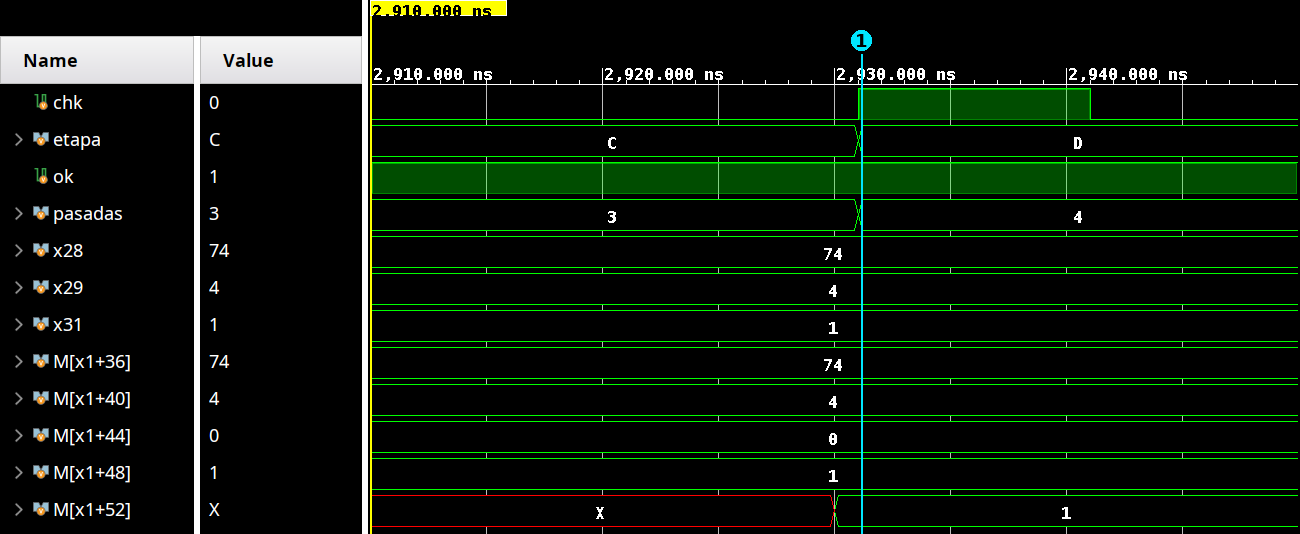 2,910.000 ns
1
Name Value 2,910.000 ns 2,920.000 ns 2,930.000 ns 2,940.000 ns
chk 0
etapa C C D
ok 1
pasadas 3 3 4
x28 74 74
x29 4 4
x31 1 1
M[x1+36] 74 74
M[x1+40] 4 4
M[x1+44] 0 0
M[x1+48] 1 1
M[x1+52] X X 1